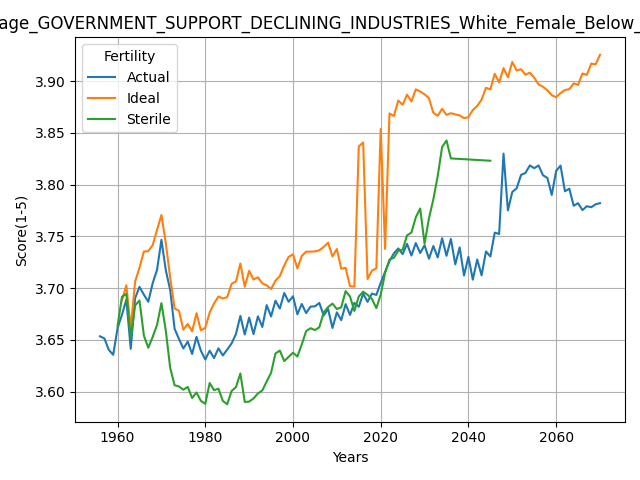 age_GOVERNMENT_SUPPORT_DECLINING_INDUSTRIES_White_Female_Below_
Fertility
Actual
Ideal
Sterile
Score(1-5)
3.90
3.85
3.80
3.75
3.70
3.65
3.60
1960 1980 2000 2020 2040 2060
Years